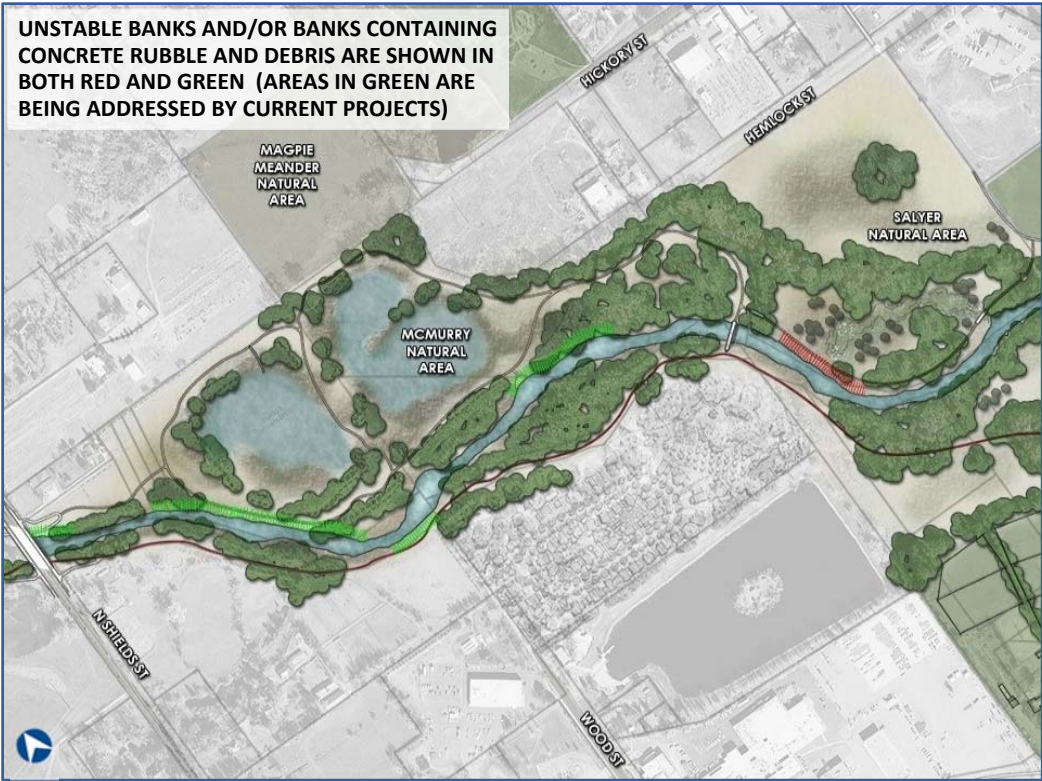 UNSTABLE BANKS AND/OR BANKS CONTAINING
CONCRETE RUBBLE AND DEBRIS ARE SHOWN IN
BOTH RED AND GREEN (AREAS IN GREEN ARE
BEING ADDRESSED BY CURRENT PROJECTS)
HICKORY ST
HEMLOCK ST
MAGPIE
MEANDER
NATURAL
AREA
SALYER
NATURAL AREA
MCMURRY
NATURAL
AREA
N SHIELDS ST
WOOD ST